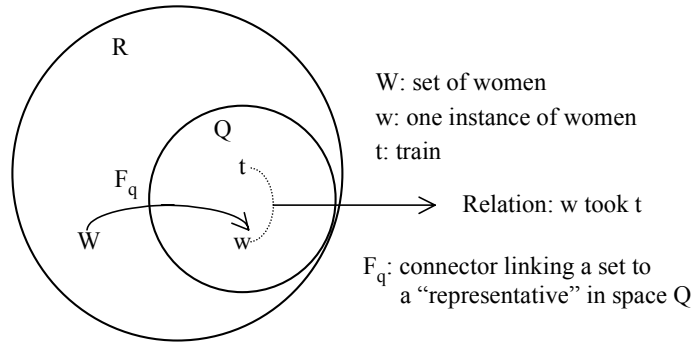 R
Q
t
F_q
W
w
W: set of women
w: one instance of women
t: train
Relation: w took t
F_q: connector linking a set to
a “representative” in space Q